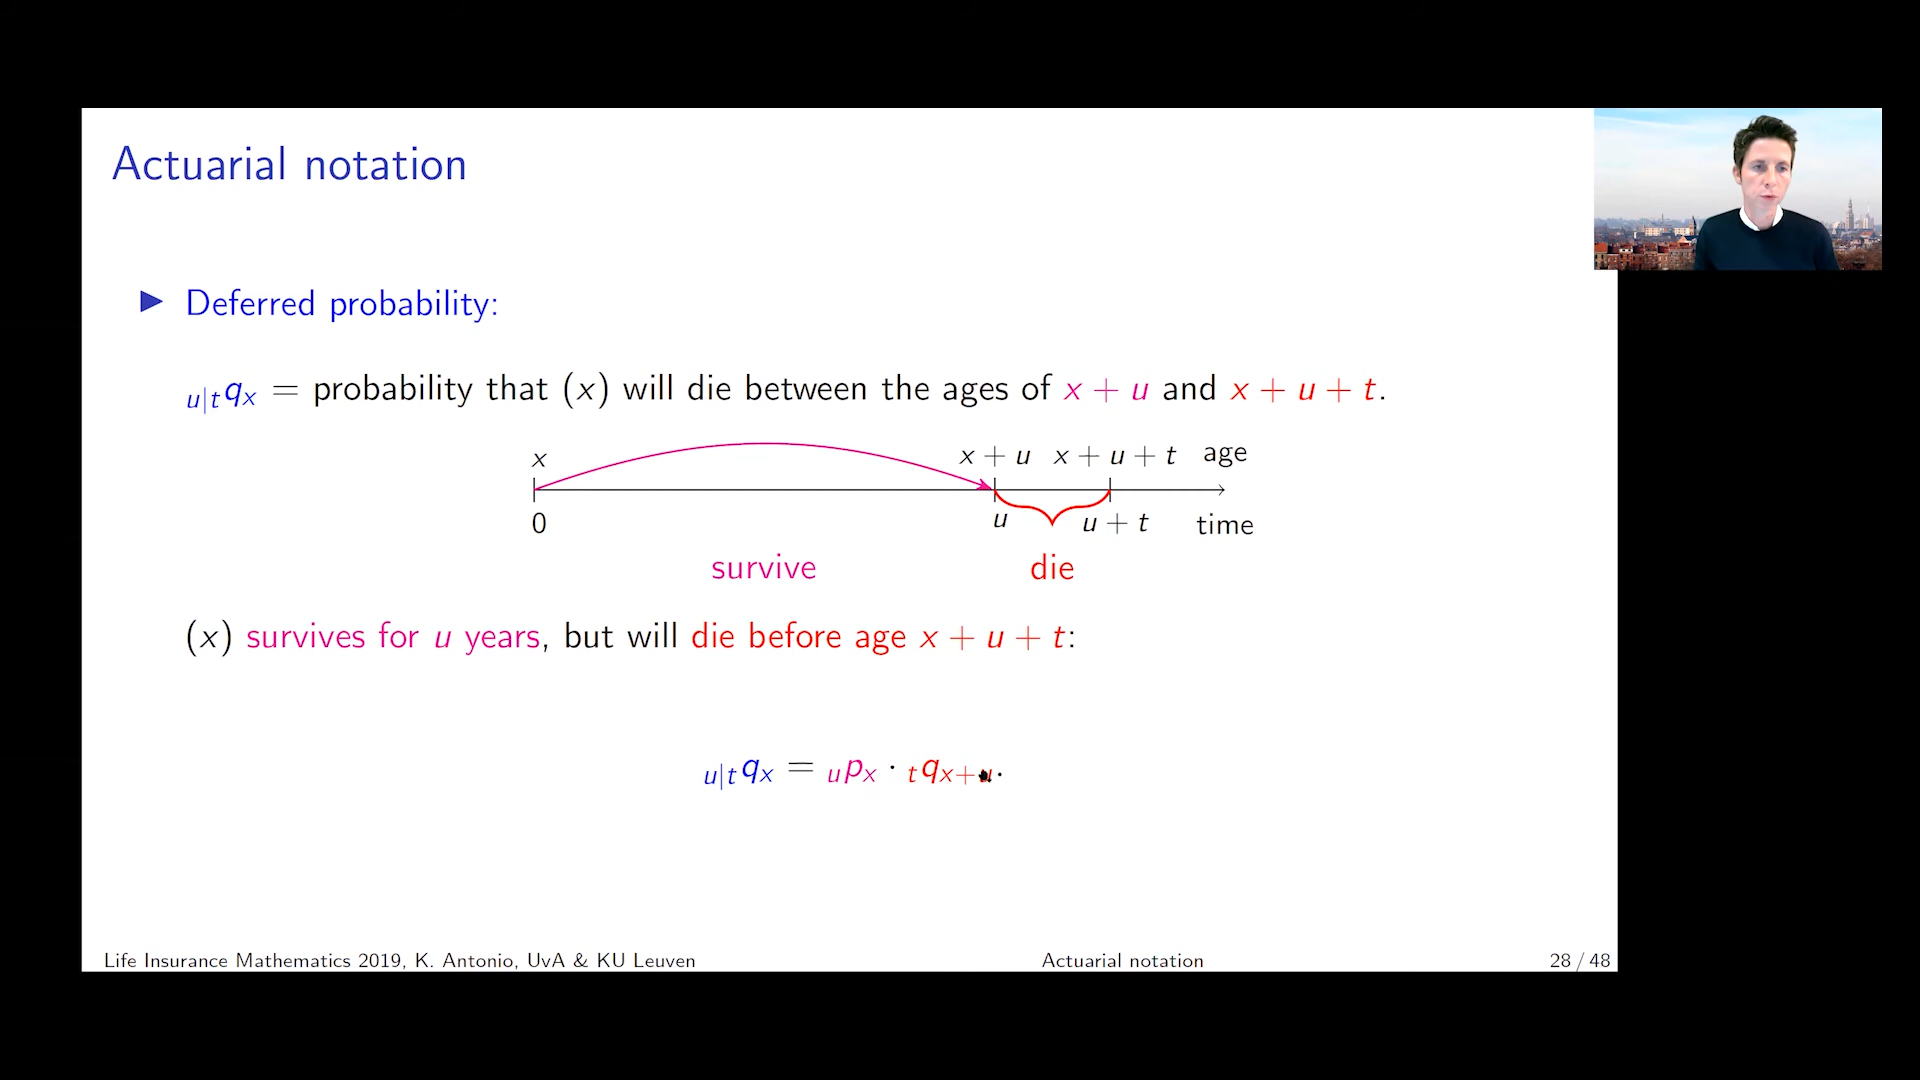 Actuarial notation
▶ Deferred probability:
u|tqx = probability that (x) will die between the ages of x + u and x + u + t.
x x + u x + u + t age
0 u u + t time
survive die
(x) survives for u years, but will die before age x + u + t:
u|tqx = upx · tqx+u.
Life Insurance Mathematics 2019, K. Antonio, UvA & KU Leuven Actuarial notation 28 / 48